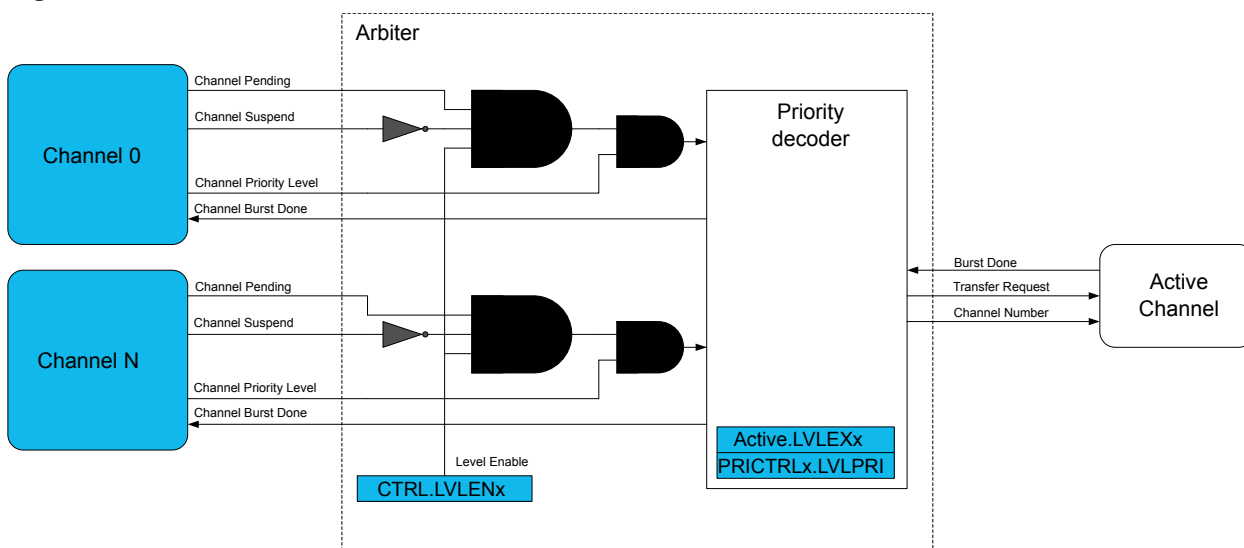 Arbiter
Channel Pending
Channel Suspend
Channel 0
Channel Priority Level
Channel Burst Done
Priority
decoder
Channel Pending
Channel Suspend
Channel N
Channel Priority Level
Channel Burst Done
Burst Done
Transfer Request
Channel Number
Active
Channel
Active.LVLEXx
PRICTRLx.LVLPRI
Level Enable
CTRL.LVLENx